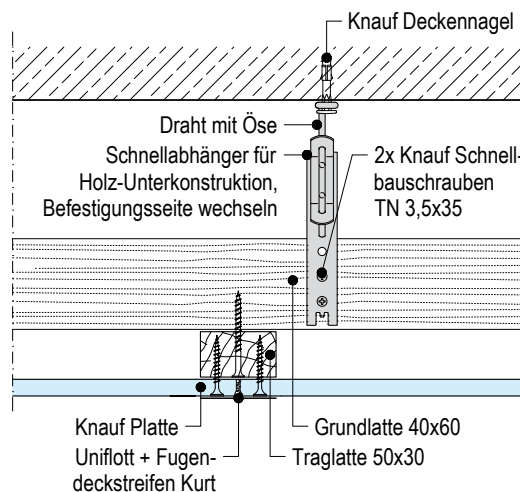 Knauf Deckennagel
Draht mit Öse
Schnellabhänger für
Holz-Unterkonstruktion,
Befestigungsseite wechseln
2x Knauf Schnell-
bauschrauben
TN 3,5x35
Knauf Platte
Uniflott + Fugen-
deckstreifen Kurt
Grundlatte 40x60
Traglatte 50x30